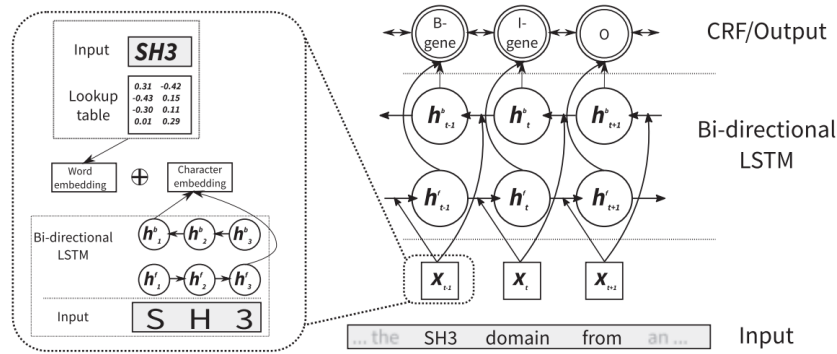 Input SH3
Lookup table
0.31 -0.42
-0.43 0.15
-0.30 0.11
0.01 0.29
Word embedding
Character embedding
Bi-directional LSTM
h^b_1 h^b_2 h^b_3
h^f_1 h^f_2 h^f_3
Input S H 3
B-gene I-gene O CRF/Output
h^b_t-1 h^b_t h^b_t+1
Bi-directional LSTM
h^f_t-1 h^f_t h^f_t+1
X_t-1 X_t X_t+1
... the SH3 domain from an ... Input